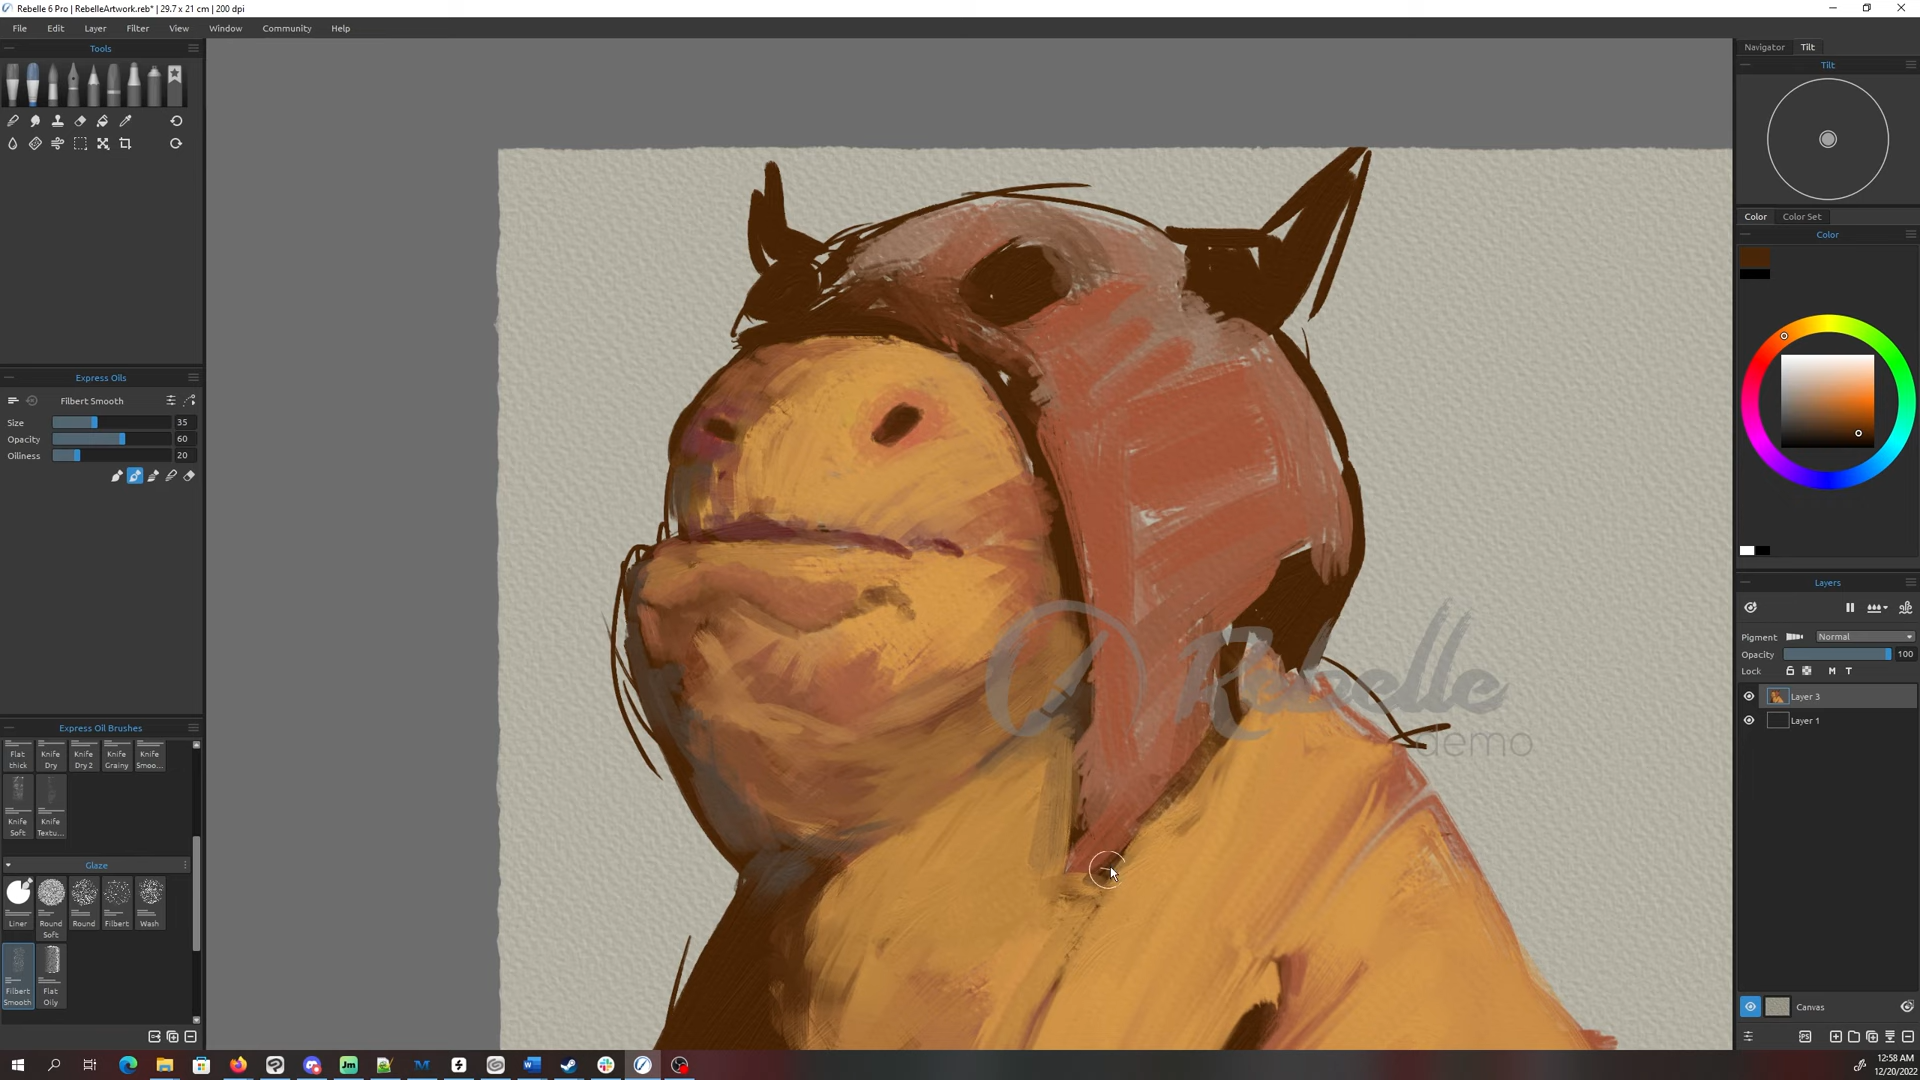 Rebelle 6 Pro | RebelleArtwork.reb* | 29.7 x 21 cm | 200 dpi
File Edit Layer Filter View Window Community Help
Tools
Express Oils
Filbert Smooth
Size 35
Opacity 60
Oiliness 20
Express Oil Brushes
Flat thick
Knife Dry
Knife Dry 2
Knife Grainy
Knife Smoo...
Knife Soft
Knife Textu...
Glaze
Liner
Round Soft
Round
Filbert
Wash
Filbert Smooth
Flat Oily
Rebelle
demo
Navigator Tilt
Tilt
Color Color Set
Color
Layers
Pigment: Normal
Opacity 100
Lock M T
Layer 3
Layer 1
Canvas
PS
Jm
12:58 AM
12/20/2022